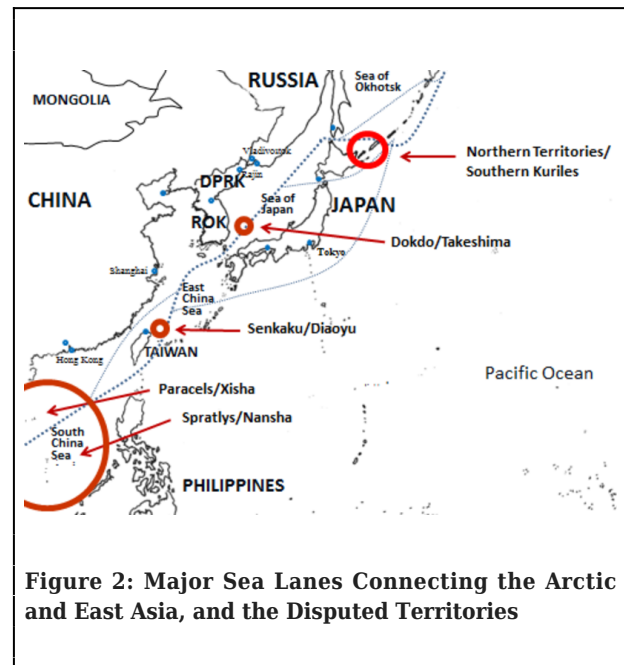 RUSSIA
Sea of
Okhotsk
MONGOLIA
Vladivostok
Rajin
Northern Territories/
Southern Kuriles
DPRK
CHINA
Sea of
Japan
JAPAN
ROK
Dokdo/Takeshima
Tokyo
Shanghai
East
China
Sea
Senkaku/Diaoyu
TAIWAN
Hong Kong
Pacific Ocean
Paracels/Xisha
Spratlys/Nansha
South
China
Sea
PHILIPPINES
Figure 2: Major Sea Lanes Connecting the Arctic
and East Asia, and the Disputed Territories